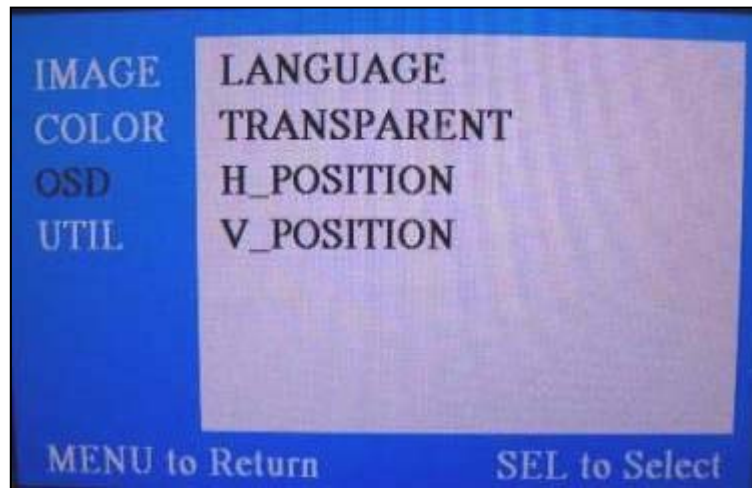 IMAGE
COLOR
OSD
UTIL
LANGUAGE
TRANSPARENT
H_POSITION
V_POSITION
MENU to Return
SEL to Select